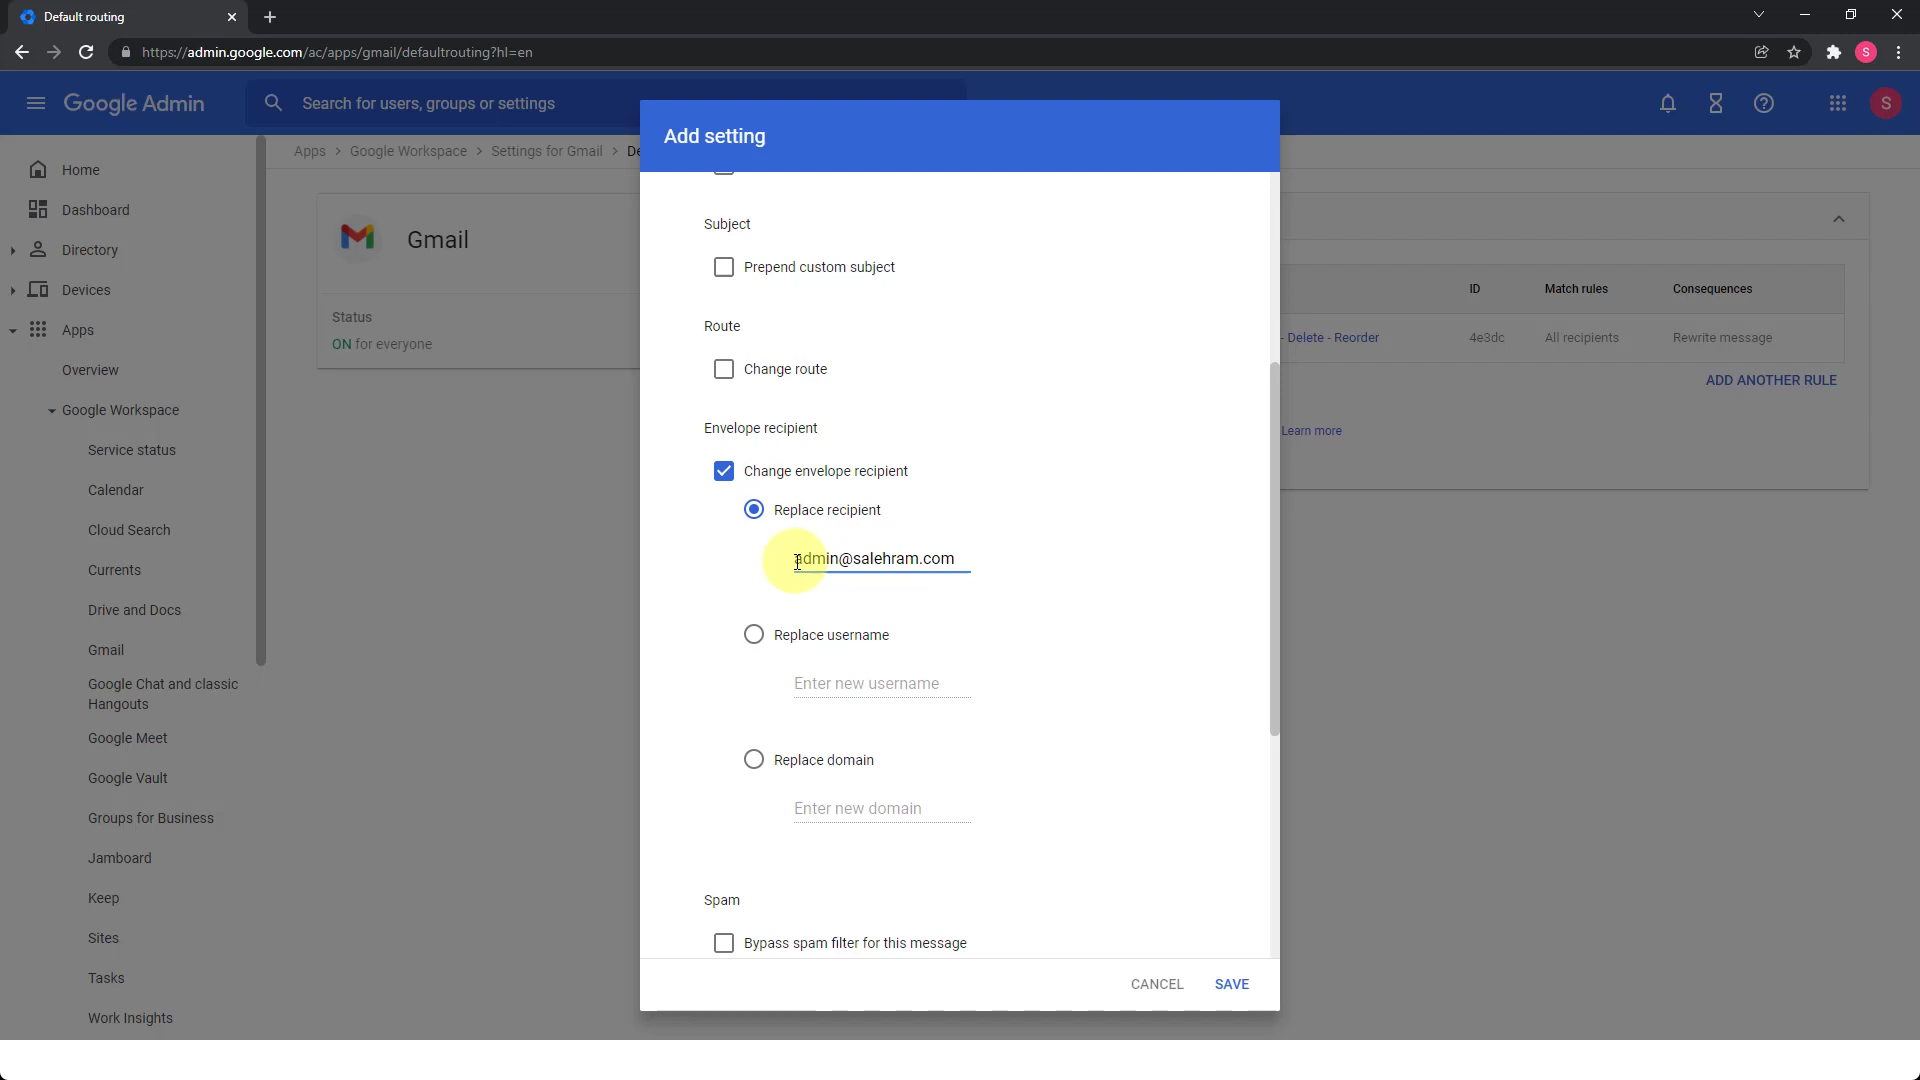 Default routing
https://admin.google.com/ac/apps/gmail/defaultrouting?hl=en
S
Google Admin
Search for users, groups or settings
S
Home
Dashboard
Directory
Devices
Apps
Overview
Google Workspace
Service status
Calendar
Cloud Search
Contacts
Currents
Drive and Docs
Gmail
Google Chat and classic
Hangouts
Google Meet
Google Vault
Groups for Business
Jamboard
Keep
Sites
Tasks
Work Insights
Apps > Google Workspace > Settings for Gmail > De
Gmail
Status
ON for everyone
Add setting
Subject
Prepend custom subject
Route
Change route
Envelope recipient
Change envelope recipient
Replace recipient
admin@salehram.com
Replace username
Enter new username
Replace domain
Enter new domain
Spam
Bypass spam filter for this message
CANCEL SAVE
ID Match rules Consequences
- Delete - Reorder 4e3dc All recipients Rewrite message
ADD ANOTHER RULE
Learn more